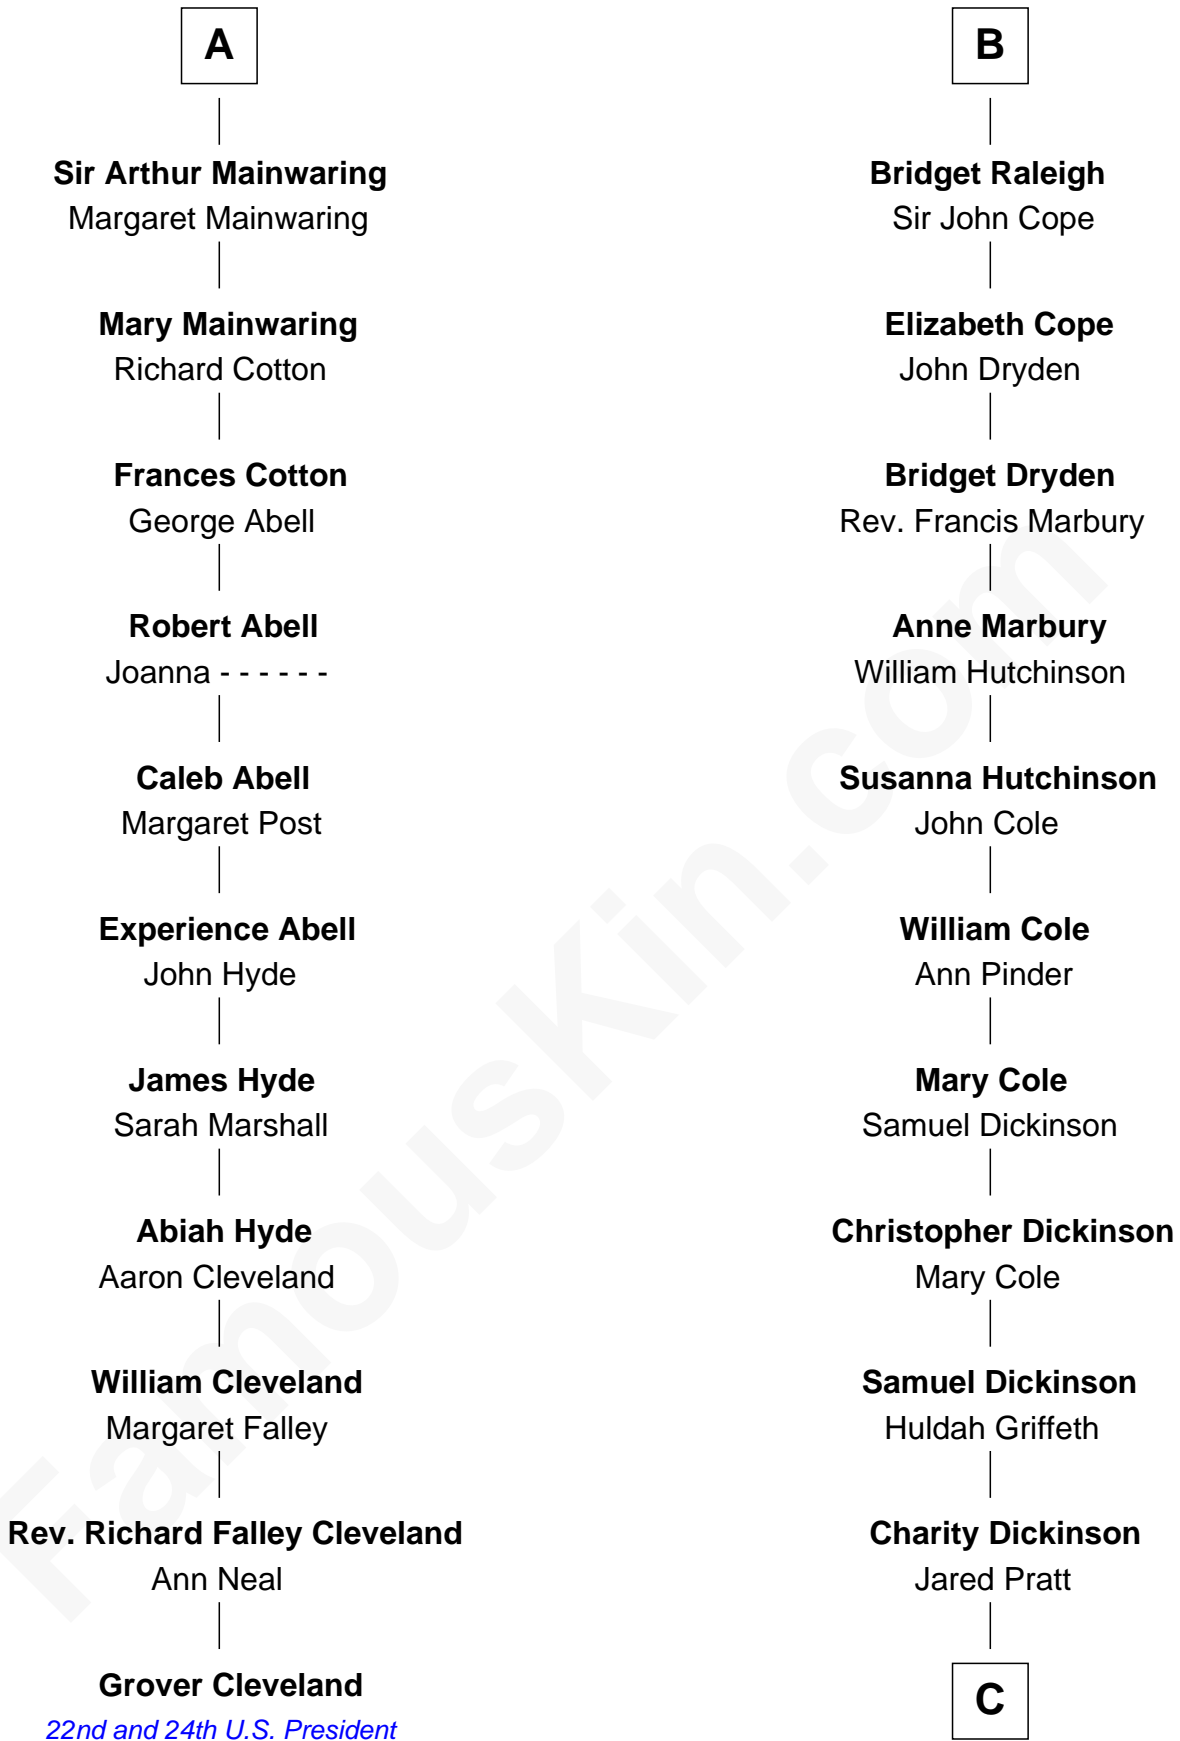 A
Sir Arthur Mainwaring
Margaret Mainwaring
Mary Mainwaring
Richard Cotton
Frances Cotton
George Abell
Robert Abell
Joanna - - - - - -
Caleb Abell
Margaret Post
Experience Abell
John Hyde
James Hyde
Sarah Marshall
Abiah Hyde
Aaron Cleveland
William Cleveland
Margaret Falley
Rev. Richard Falley Cleveland
Ann Neal
Grover Cleveland
22nd and 24th U.S. President
B
Bridget Raleigh
Sir John Cope
Elizabeth Cope
John Dryden
Bridget Dryden
Rev. Francis Marbury
Anne Marbury
William Hutchinson
Susanna Hutchinson
John Cole
William Cole
Ann Pinder
Mary Cole
Samuel Dickinson
Christopher Dickinson
Mary Cole
Samuel Dickinson
Huldah Griffeth
Charity Dickinson
Jared Pratt
C
FamousKin.com